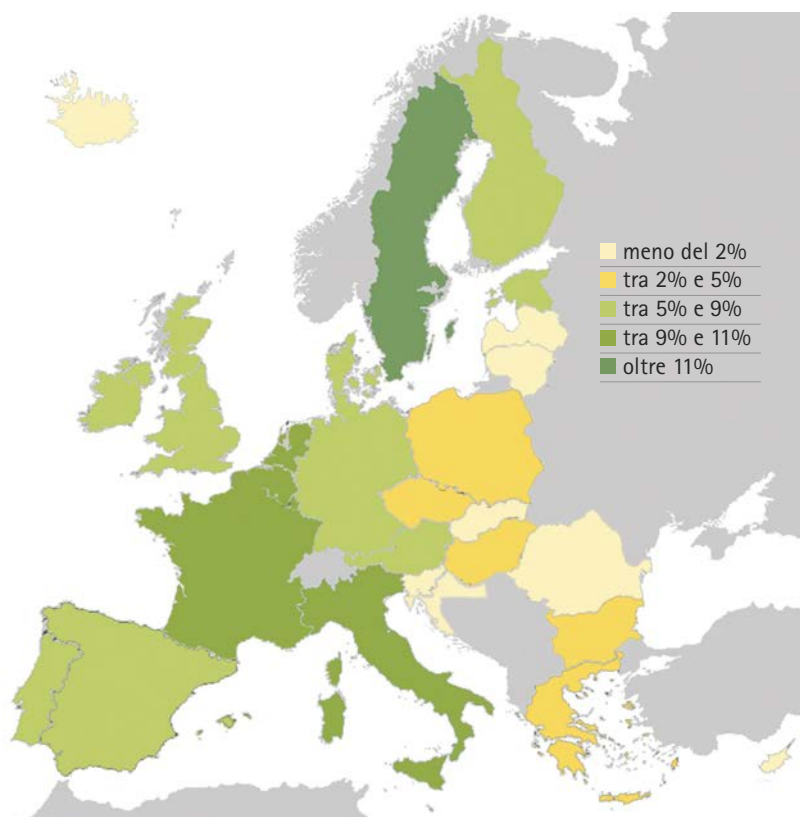 meno del 2%
tra 2% e 5%
tra 5% e 9%
tra 9% e 11%
oltre 11%